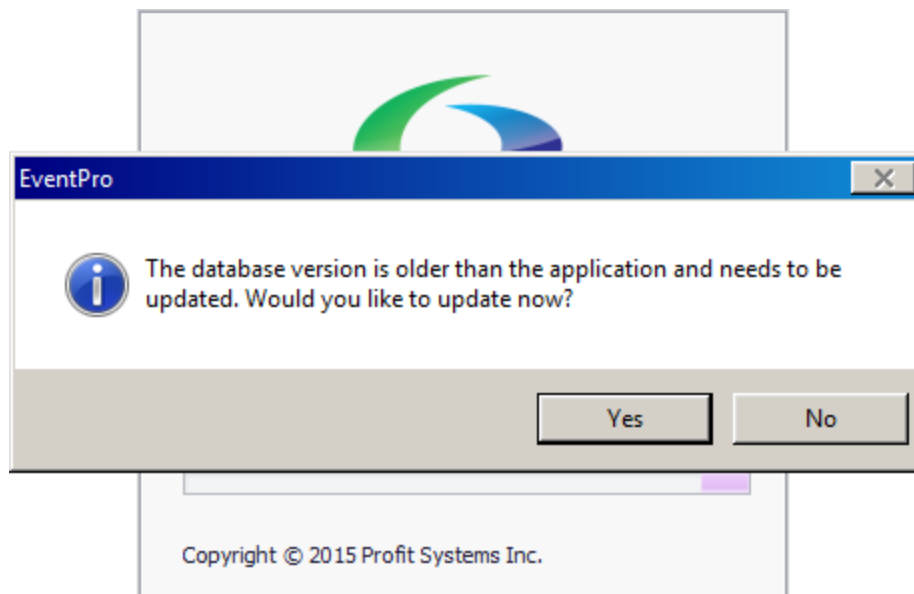 EventPro
The database version is older than the application and needs to be
updated. Would you like to update now?
Yes
No
Copyright © 2015 Profit Systems Inc.